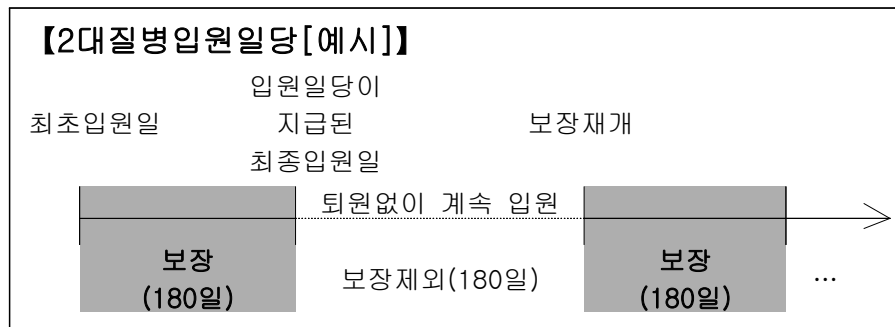 【2대질병입원일당[예시]】
입원일당이
최초입원일 지급된 보장재개
최종입원일
퇴원없이 계속 입원
보장 보장제외(180일) 보장 …
(180일) (180일)